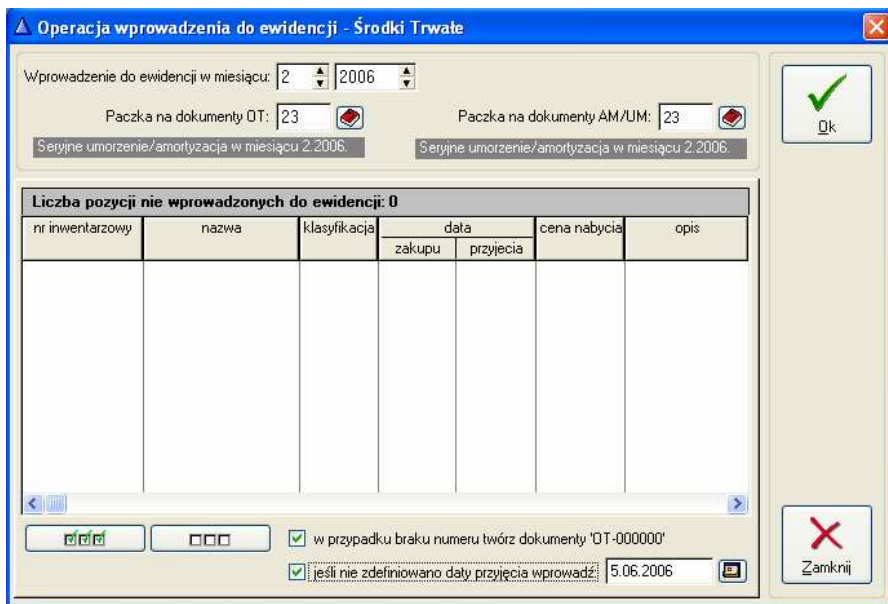 Operacja wprowadzenia do ewidencji - Środki Trwałe
Wprowadzenie do ewidencji w miesiącu: 2 2006
Paczka na dokumenty OT: 23 Paczka na dokumenty AM/UM: 23
Seryjne umorzenie/amortyzacja w miesiącu 2.2006. Seryjne umorzenie/amortyzacja w miesiącu 2.2006.
Ok
Liczba pozycji nie wprowadzonych do ewidencji: 0
nr inwentarzowy nazwa klasyfikacja data cena nabycia opis
zakupu przyjecia
w przypadku braku numeru twórz dokumenty 'OT-000000'
jeśli nie zdefiniowano daty przyjęcia wprowadź: 5.06.2006
Zamknij